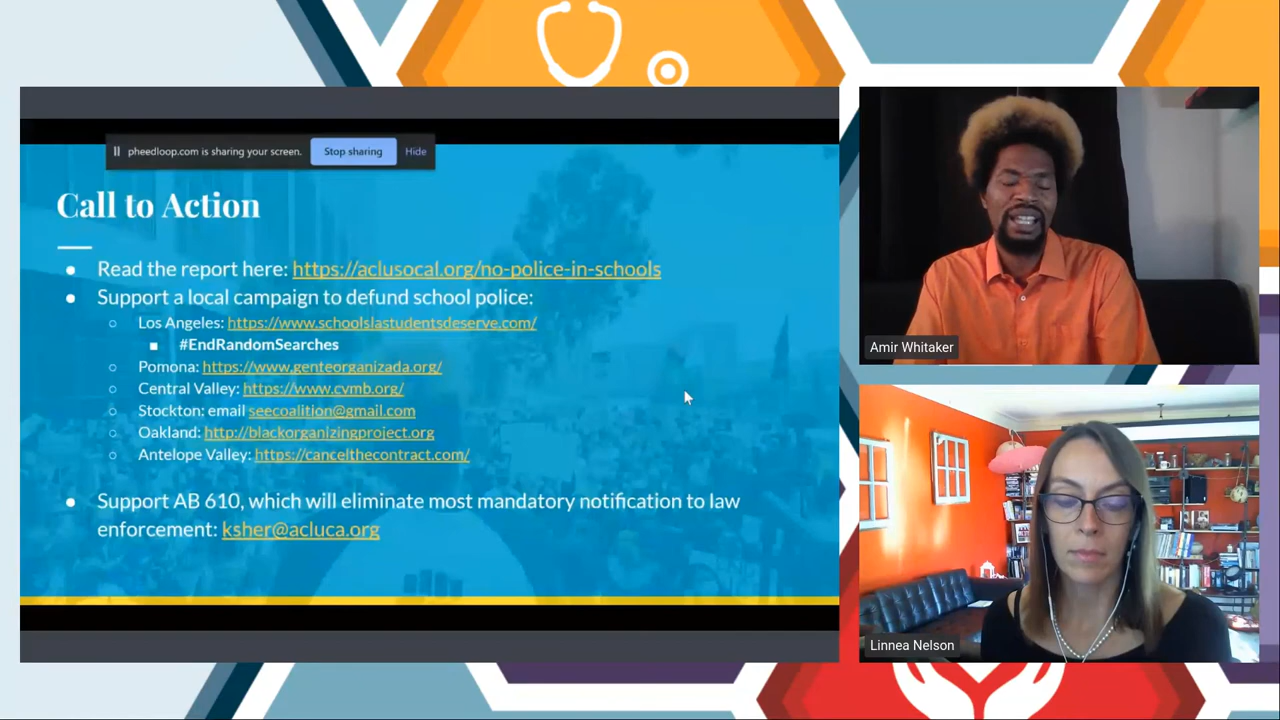 pheedloop.com is sharing your screen. Stop sharing Hide
Call to Action
● Read the report here: https://aclusocal.org/no-police-in-schools
● Support a local campaign to defund school police:
○ Los Angeles: https://www.schoolslastudentsdeserve.com/
■ #EndRandomSearches
○ Pomona: https://www.genteorganizada.org/
○ Central Valley: https://www.cvmb.org/
○ Stockton: email seecoalition@gmail.com
○ Oakland: http://blackorganizingproject.org
○ Antelope Valley: https://cancelthecontract.com/
● Support AB 610, which will eliminate most mandatory notification to law
enforcement: ksher@acluca.org
Amir Whitaker
Linnea Nelson